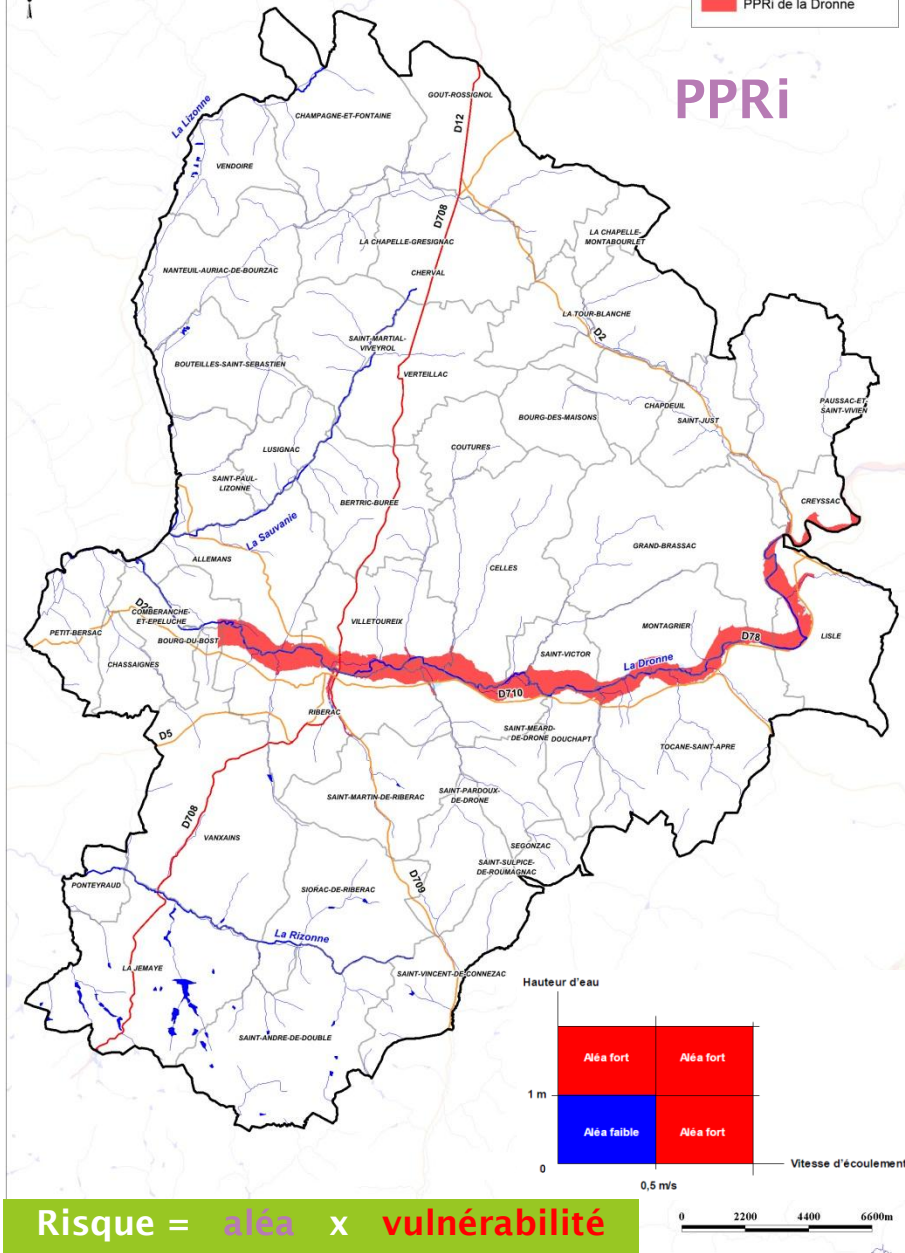 PPRi de la Dronne
PPRi
La Lizonne
CHAMPAGNE-ET-FONTAINE
GOUT-ROSSIGNOL
D12
VENDOIRE
D708
LA CHAPELLE-GRESIGNAC
LA CHAPELLE-
MONTABOURLET
NANTEUIL-AURIAC-DE-BOURZAC
CHERVAL
LA-TOUR-BLANCHE
D2
SAINT-MARTIAL-
VIVEYROL
BOUTEILLES-SAINT-SEBASTIEN
VERTEILLAC
BOURG-DES-MAISONS
CHAPDEUIL
SAINT-JUST
PAUSSAC-ET-
SAINT-VIVIEN
LUSIGNAC
COUTURES
SAINT-PAUL-
LIZONNE
BERTRIC-BUREE
CREYSSAC
La Sauvanie
ALLEMANS
CELLES
GRAND-BRASSAC
COMBERANCHE-
ET-EPELUCHE
PETIT-BERSAC
BOURG-DU-BOST
VILLETOUREIX
MONTAGRIER
D78
LISLE
CHASSAIGNES
SAINT-VICTOR
La Dronne
D710
RIBERAC
D5
SAINT-MEARD-
DE-DRONE
DOUCHAPT
TOCANE-SAINT-APRE
SAINT-MARTIN-DE-RIBERAC
SAINT-PARDOUX-
DE-DRONE
D708
VANXAINS
SEGONZAC
SAINT-SULPICE-
DE-ROUMAGNAC
PONTEYRAUD
SIORAC-DE-RIBERAC
D709
La Rizonne
LA JEMAYE
SAINT-VINCENT-DE-CONNEZAC
SAINT-ANDRE-DE-DOUBLE
Hauteur d'eau
Aléa fort
Aléa fort
1 m
Aléa faible
Aléa fort
0
Vitesse d'écoulement
0,5 m/s
Risque = aléa x vulnérabilité
0 2200 4400 6600m